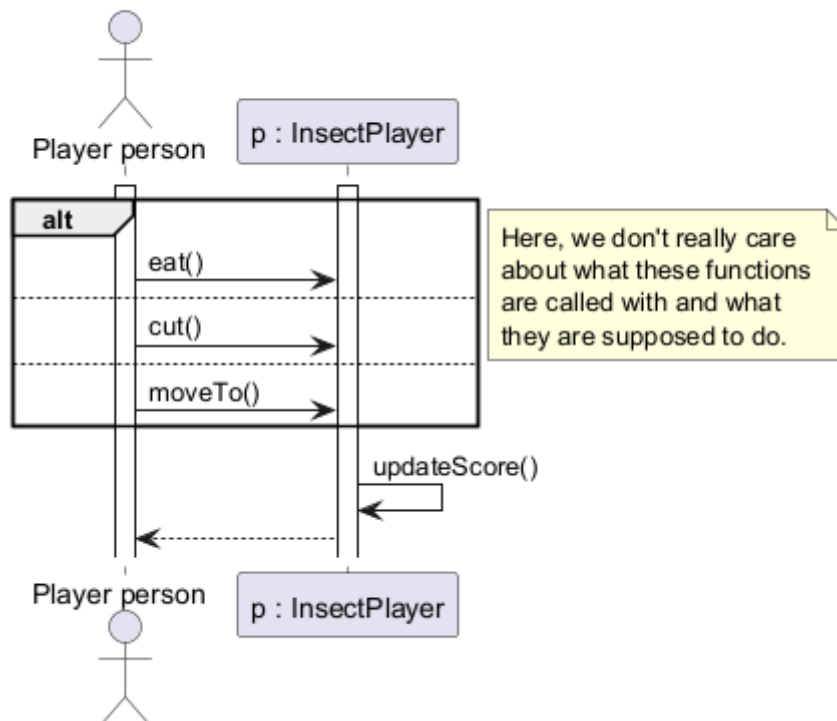 Player person
p : InsectPlayer
alt
eat()
cut()
moveTo()
Here, we don't really care
about what these functions
are called with and what
they are supposed to do.
updateScore()
Player person
p : InsectPlayer